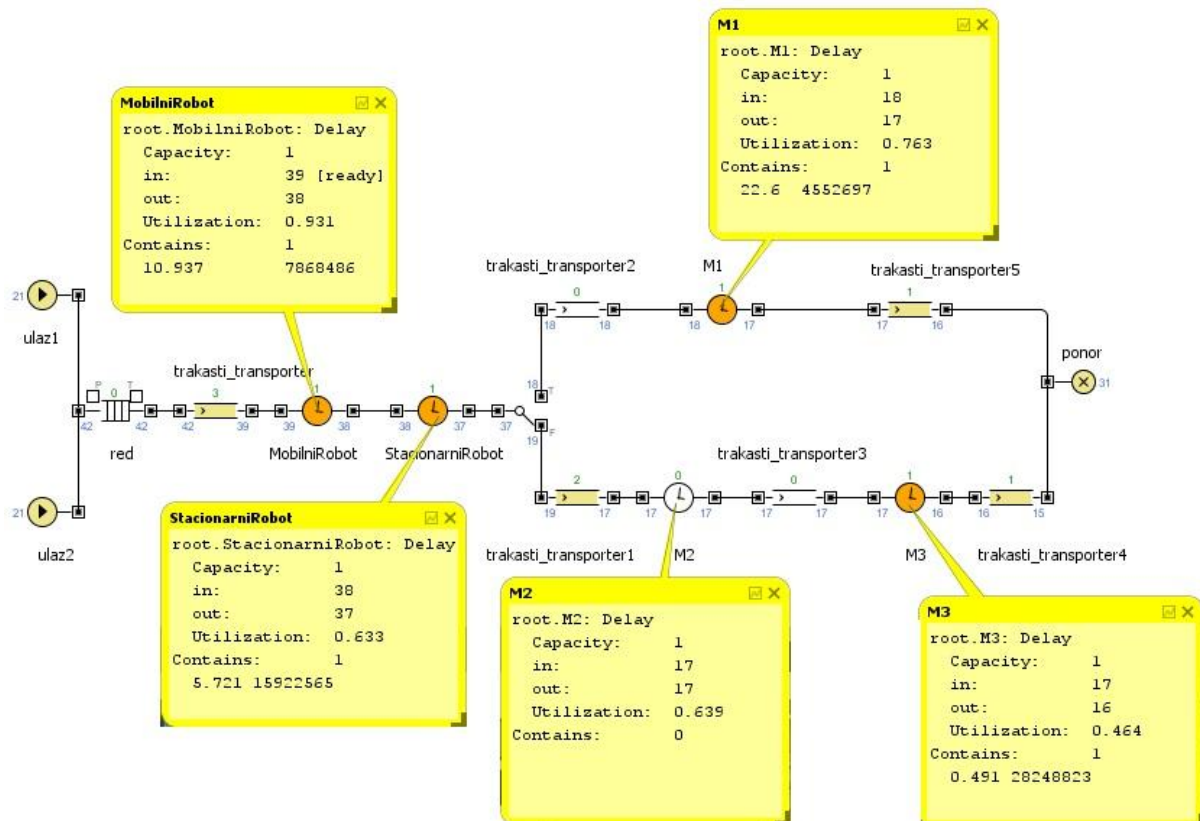 M1
root.M1: Delay
Capacity: 1
in: 18
out: 17
Utilization: 0.763
Contains: 1
22.6 4552697
MobilniRobot
root.MobilniRobot: Delay
Capacity: 1
in: 39 [ready]
out: 38
Utilization: 0.931
Contains: 1
10.937 7868486
trakasti_transporter2
M1
trakasti_transporter5
0
1
1
18
18
18
17
17
16
21
ulaz1
ponor
31
P
T
0
42
42
red
trakasti_transporter
3
42
39
39
1
38
MobilniRobot
1
38
37
StacionarniRobot
37
18
T
19
F
21
ulaz2
2
19
17
trakasti_transporter1
0
17
17
M2
trakasti_transporter3
0
17
17
1
17
16
M3
1
16
15
trakasti_transporter4
StacionarniRobot
root.StacionarniRobot: Delay
Capacity: 1
in: 38
out: 37
Utilization: 0.633
Contains: 1
5.721 15922565
M2
root.M2: Delay
Capacity: 1
in: 17
out: 17
Utilization: 0.639
Contains: 0
M3
root.M3: Delay
Capacity: 1
in: 17
out: 16
Utilization: 0.464
Contains: 1
0.491 28248823